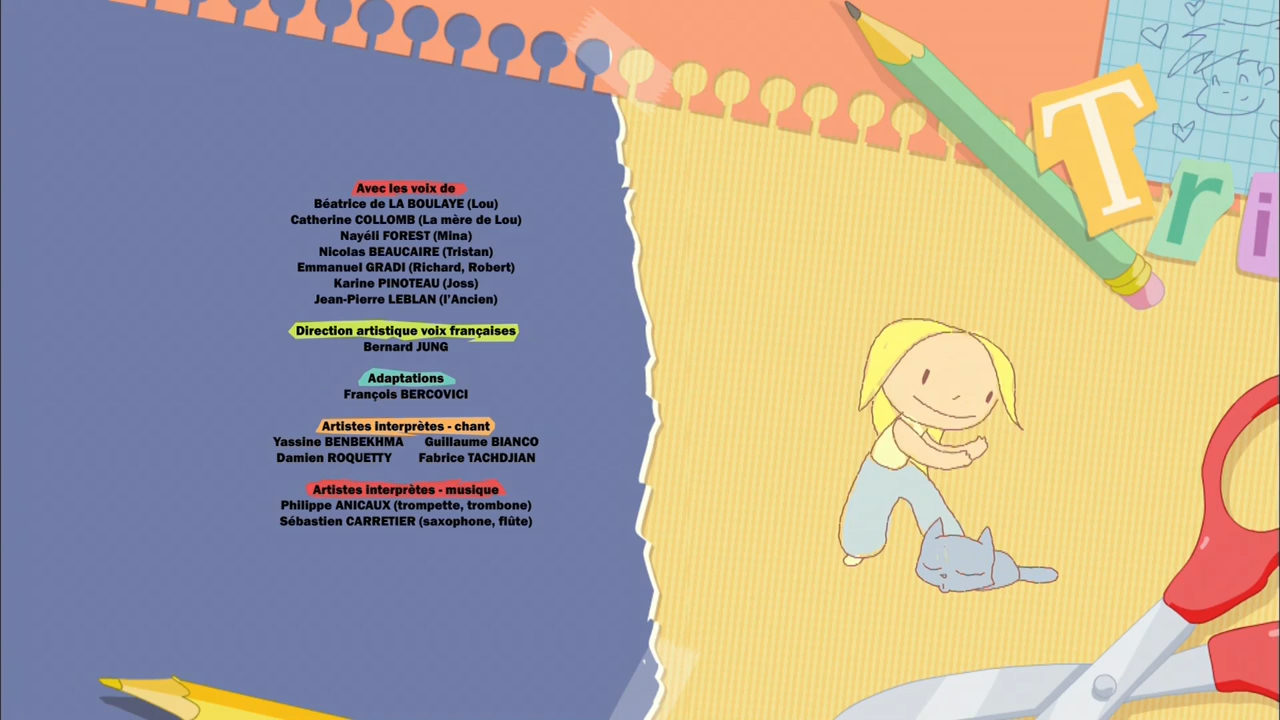 Avec les voix de
Béatrice de LA BOULAYE (Lou)
Catherine COLLOMB (La mère de Lou)
Nayéli FOREST (Mina)
Nicolas BEAUCAIRE (Tristan)
Emmanuel GRADI (Richard, Robert)
Karine PINOTEAU (Joss)
Jean-Pierre LEBLAN (l'Ancien)
Direction artistique voix françaises
Bernard JUNG
Adaptations
François BERCOVICI
Artistes interprètes - chant
Yassine BENBEKHMA Guillaume BIANCO
Damien ROQUETTY Fabrice TACHDJIAN
Artistes interprètes - musique
Philippe ANICAUX (trompette, trombone)
Sébastien CARRETIER (saxophone, flûte)
Tri